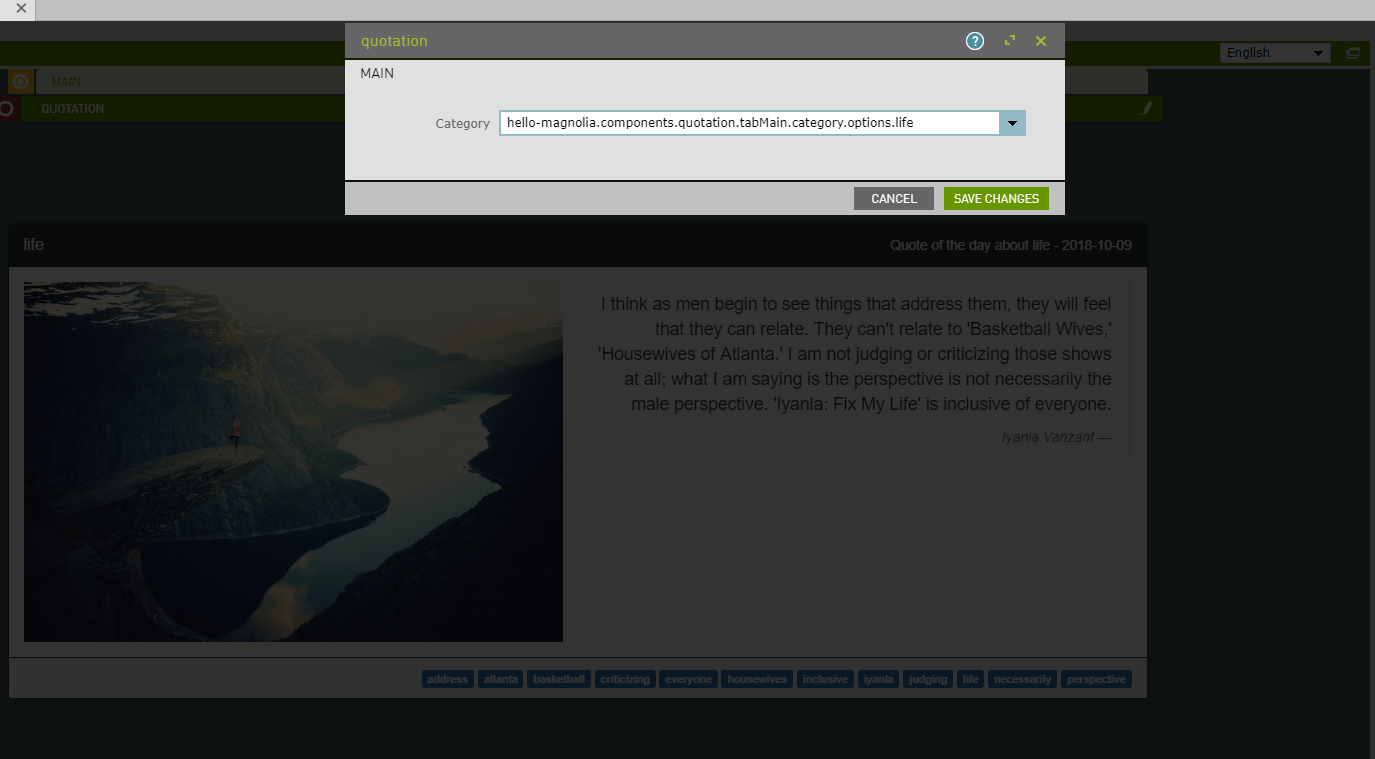 quotation
?
English
MAIN
MAIN
QUOTATION
Category
hello-magnolia.components.quotation.tabMain.category.options.life
CANCEL
SAVE CHANGES
life
Quote of the day about life - 2018-10-09
I think as men begin to see things that address them, they will feel
that they can relate. They can't relate to 'Basketball Wives,'
'Housewives of Atlanta.' I am not judging or criticizing those shows
at all; what I am saying is the perspective is not necessarily the
male perspective. 'Iyanla: Fix My Life' is inclusive of everyone.
Iyanla Vanzant —
address atlanta basketball criticizing everyone housewives inclusive iyanla judging life necessarily perspective